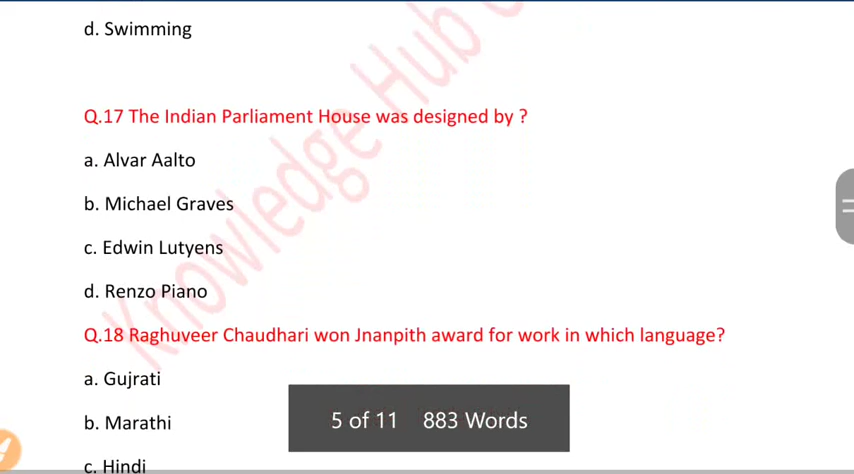 d. Swimming
Knowledge Hub
Q.17 The Indian Parliament House was designed by ?
a. Alvar Aalto
b. Michael Graves
c. Edwin Lutyens
d. Renzo Piano
Q.18 Raghuveer Chaudhari won Jnanpith award for work in which language?
a. Gujrati
b. Marathi
5 of 11 883 Words
c. Hindi